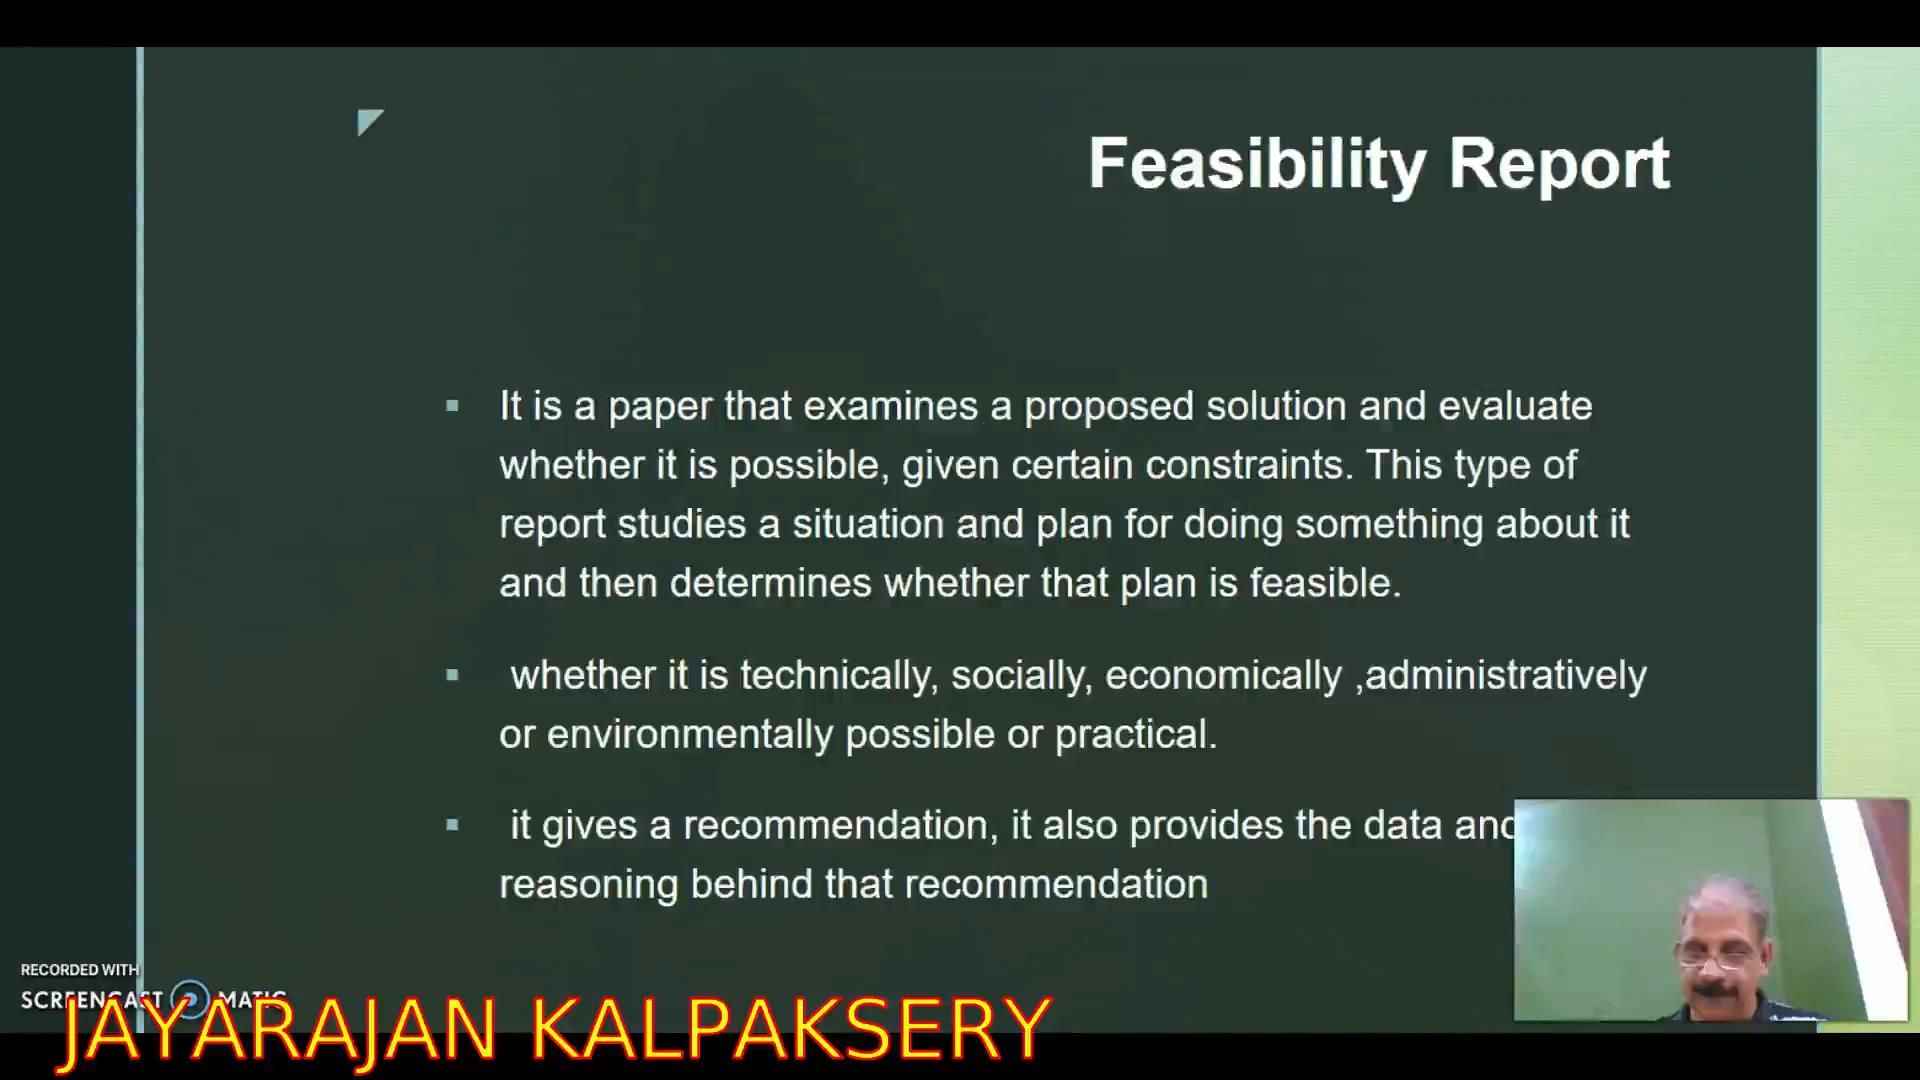 Feasibility Report
It is a paper that examines a proposed solution and evaluate
whether it is possible, given certain constraints. This type of
report studies a situation and plan for doing something about it
and then determines whether that plan is feasible.
whether it is technically, socially, economically ,administratively
or environmentally possible or practical.
it gives a recommendation, it also provides the data and
reasoning behind that recommendation
RECORDED WITH
SCREENCAST MATIC
JAYARAJAN KALPAKSERY